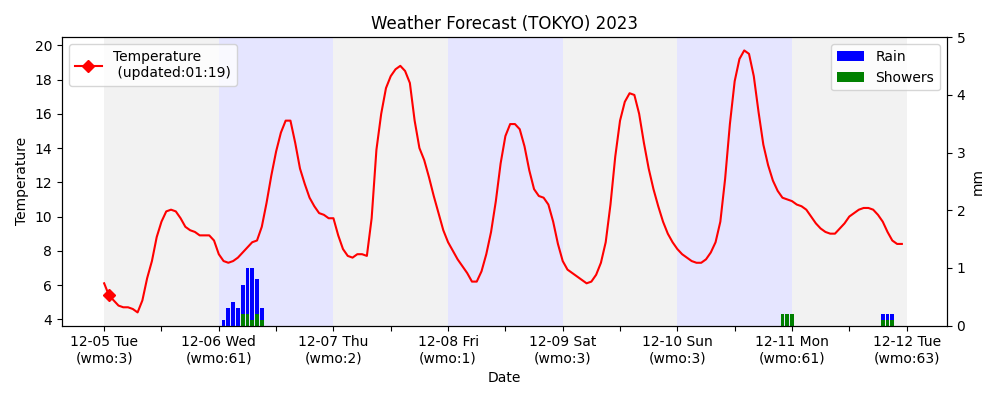 Weather Forecast (TOKYO) 2023
Temperature
(updated:01:19)
Rain
Showers
20
18
16
14
12
10
8
6
4
Temperature
5
4
3
2
1
0
mm
12-05 Tue
(wmo:3)
12-06 Wed
(wmo:61)
12-07 Thu
(wmo:2)
12-08 Fri
(wmo:1)
12-09 Sat
(wmo:3)
12-10 Sun
(wmo:3)
12-11 Mon
(wmo:61)
12-12 Tue
(wmo:63)
Date